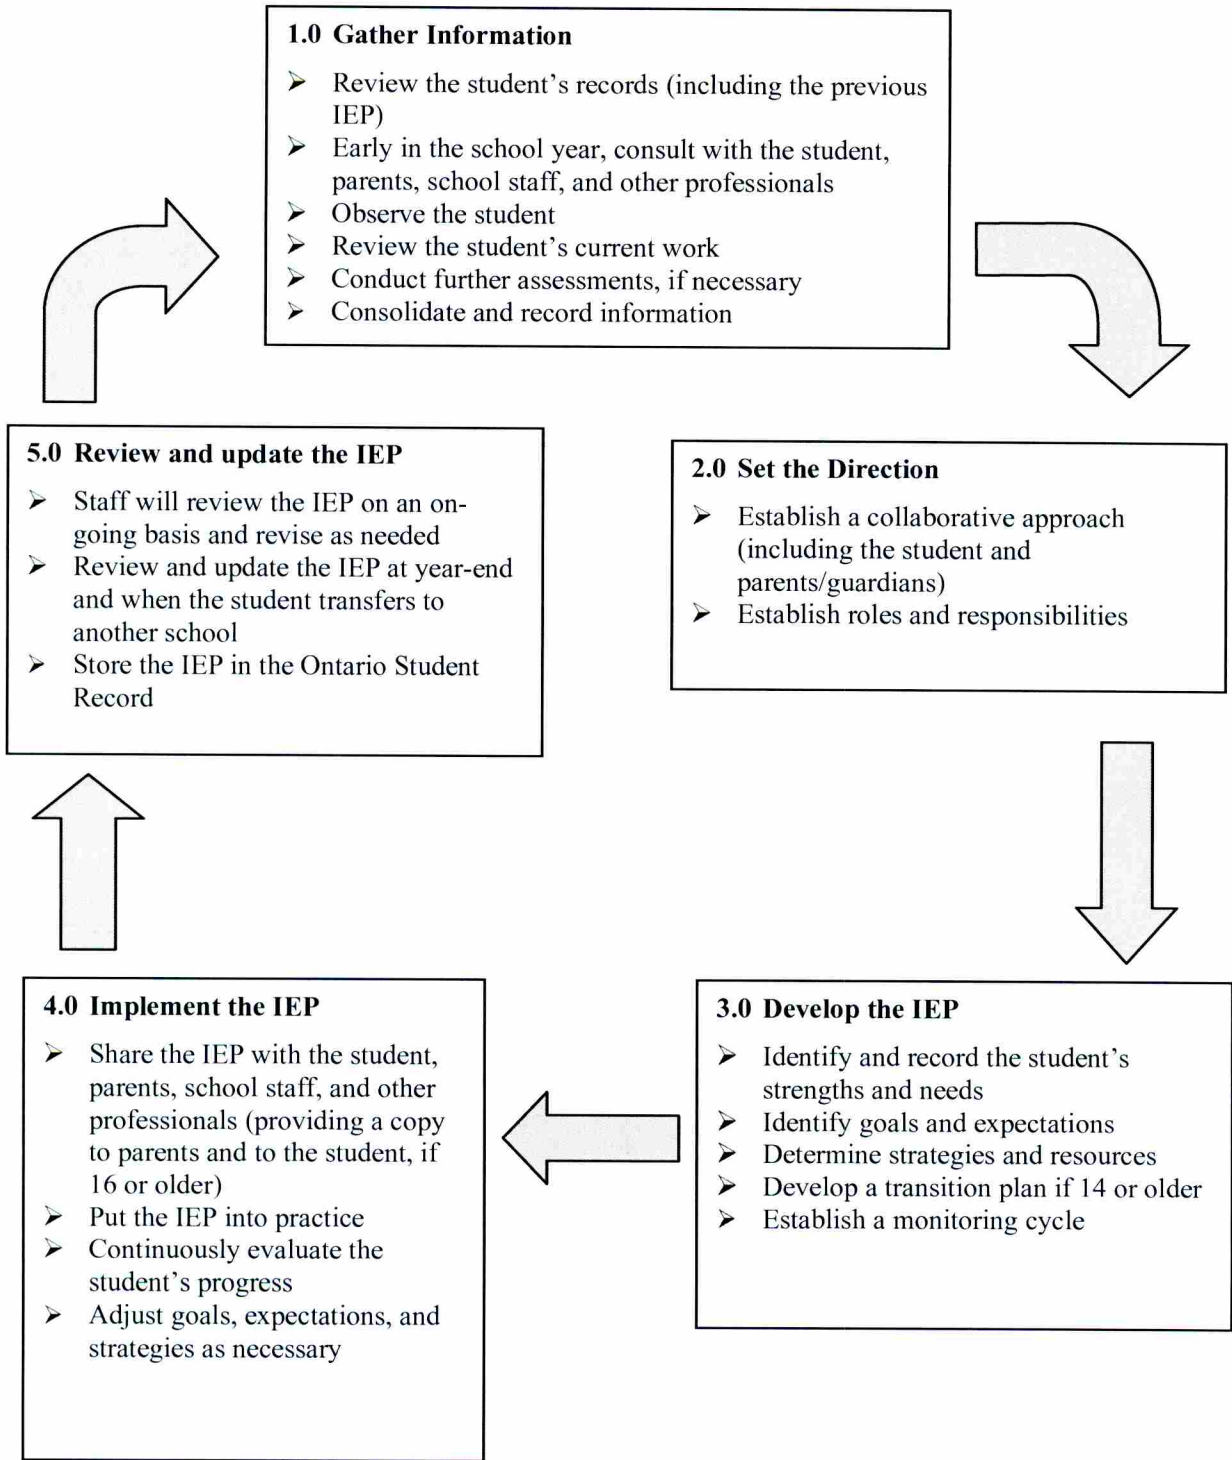 1.0 Gather Information
➢ Review the student's records (including the previous
IEP)
➢ Early in the school year, consult with the student,
parents, school staff, and other professionals
➢ Observe the student
➢ Review the student's current work
➢ Conduct further assessments, if necessary
➢ Consolidate and record information
2.0 Set the Direction
➢ Establish a collaborative approach
(including the student and
parents/guardians)
➢ Establish roles and responsibilities
3.0 Develop the IEP
➢ Identify and record the student's
strengths and needs
➢ Identify goals and expectations
➢ Determine strategies and resources
➢ Develop a transition plan if 14 or older
➢ Establish a monitoring cycle
4.0 Implement the IEP
➢ Share the IEP with the student,
parents, school staff, and other
professionals (providing a copy
to parents and to the student, if
16 or older)
➢ Put the IEP into practice
➢ Continuously evaluate the
student's progress
➢ Adjust goals, expectations, and
strategies as necessary
5.0 Review and update the IEP
➢ Staff will review the IEP on an on-
going basis and revise as needed
➢ Review and update the IEP at year-end
and when the student transfers to
another school
➢ Store the IEP in the Ontario Student
Record